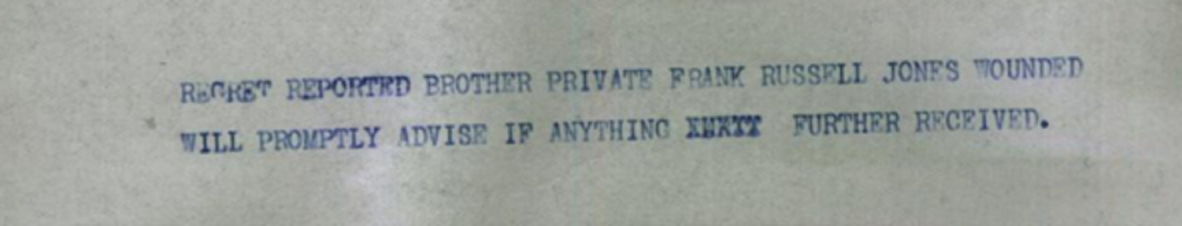 REGRET REPORTED BROTHER PRIVATE FRANK RUSSELL JONES WOUNDED
WILL PROMPTLY ADVISE IF ANYTHING FURTHER RECEIVED.